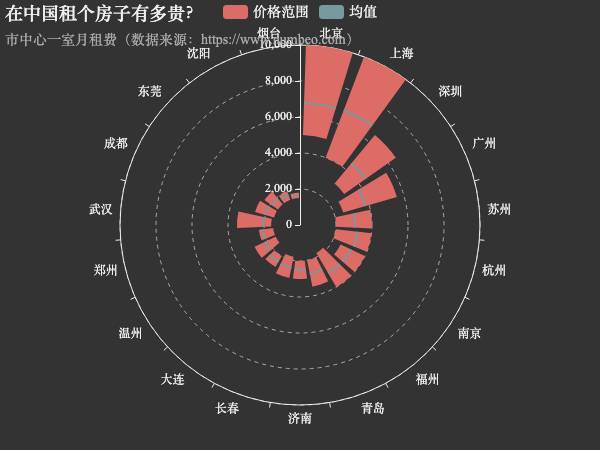 在中国租个房子有多贵?
价格范围
均值
市中心一室月租费（数据来源：https://www.numbeo.com）
10,000
8,000
6,000
4,000
2,000
0
北京
上海
深圳
广州
苏州
杭州
南京
福州
青岛
济南
长春
大连
温州
郑州
武汉
成都
东莞
沈阳
烟台